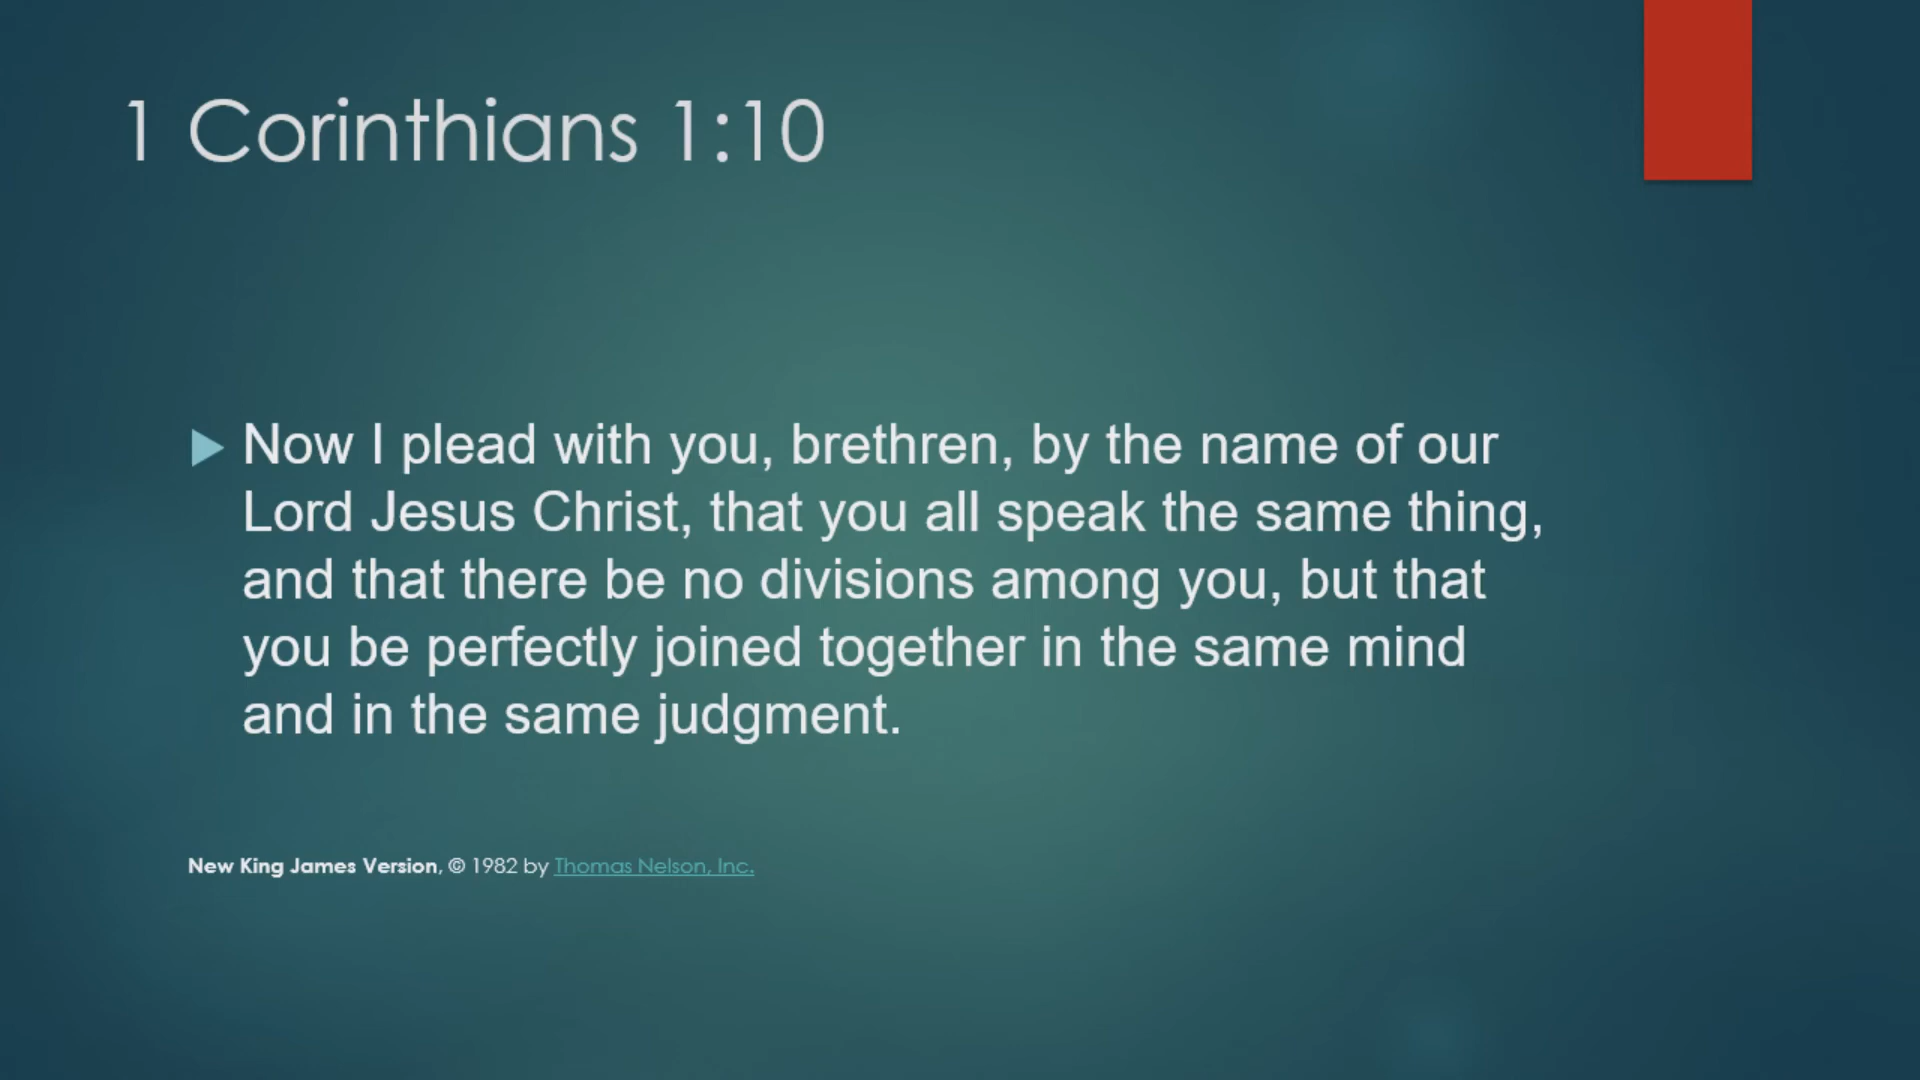 1 Corinthians 1:10
Now I plead with you, brethren, by the name of our
Lord Jesus Christ, that you all speak the same thing,
and that there be no divisions among you, but that
you be perfectly joined together in the same mind
and in the same judgment.
New King James Version, © 1982 by Thomas Nelson, Inc.